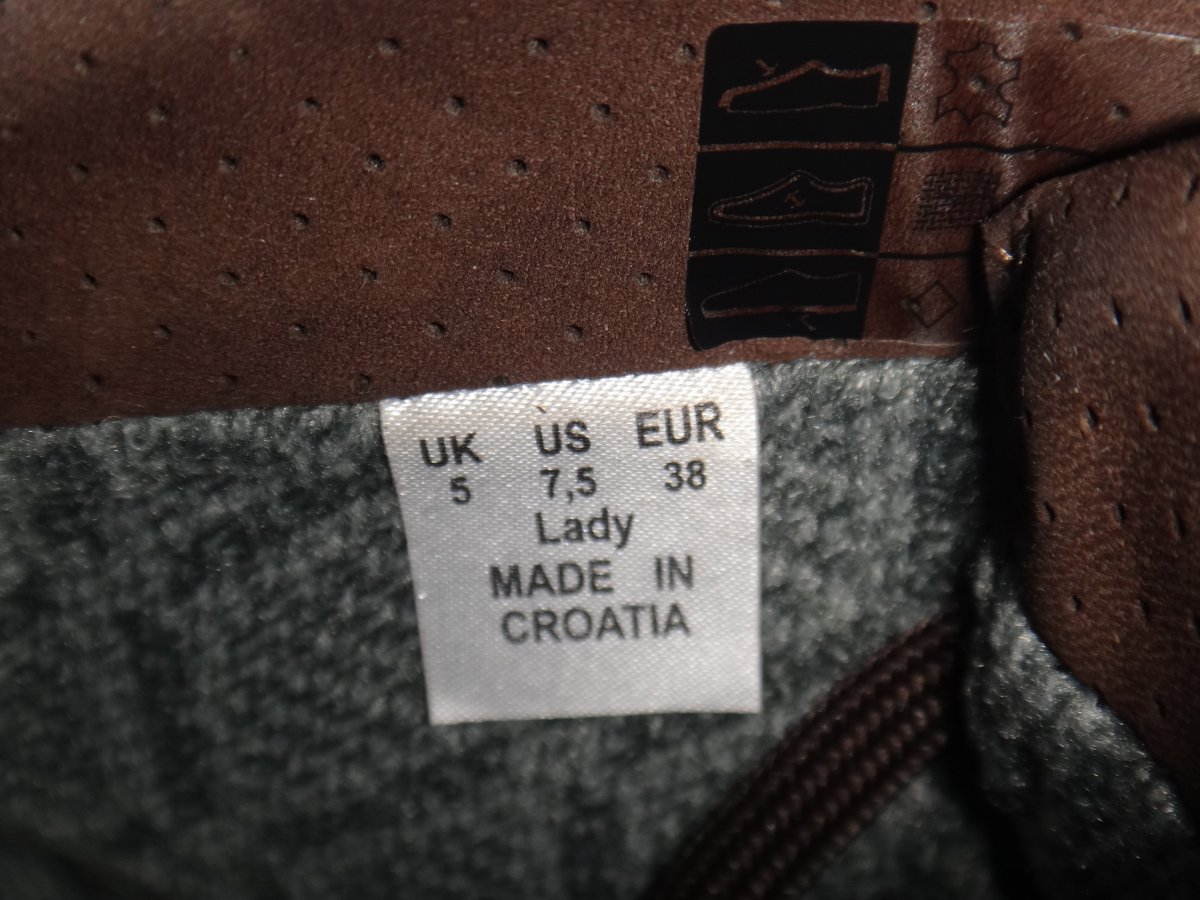 UK US EUR
5 7,5 38
Lady
MADE IN
CROATIA